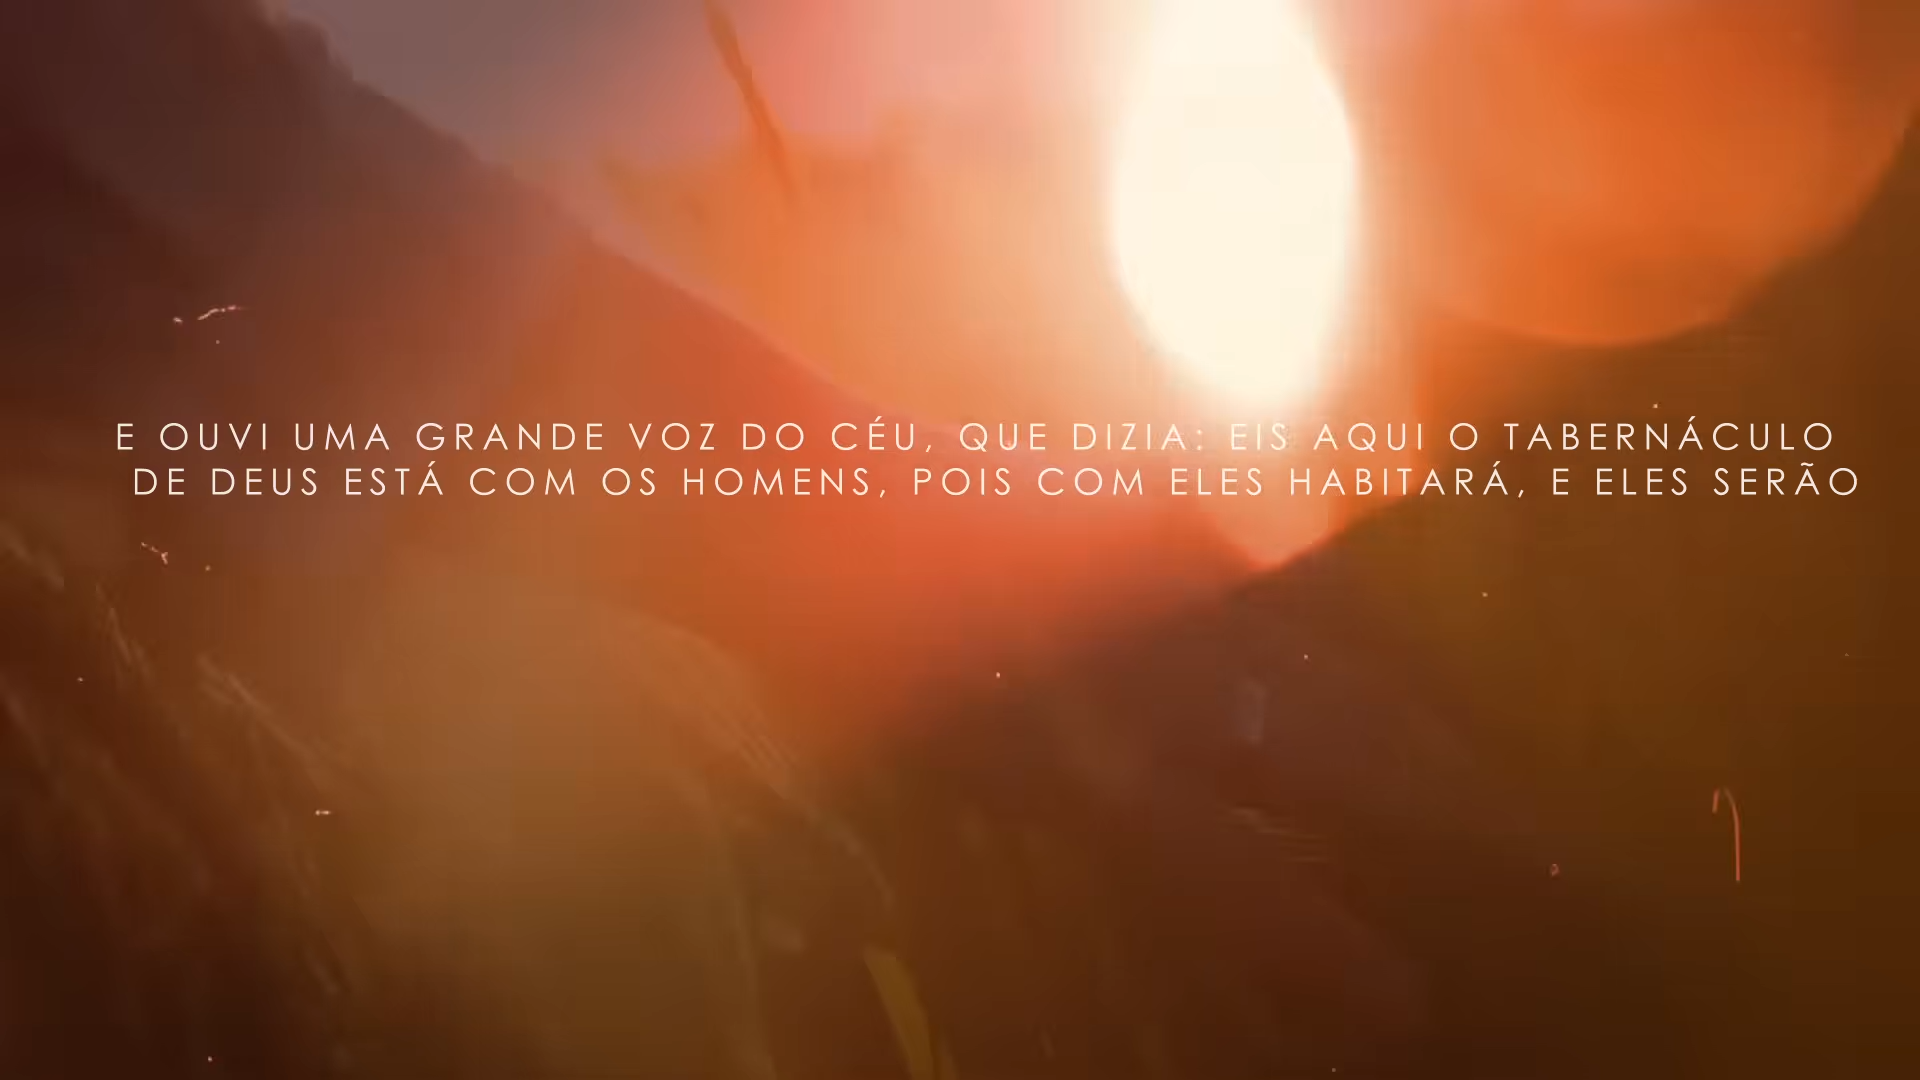 E OUVI UMA GRANDE VOZ DO CÉU, QUE DIZIA: EIS AQUI O TABERNÁCULO
DE DEUS ESTÁ COM OS HOMENS, POIS COM ELES HABITARÁ, E ELES SERÃO